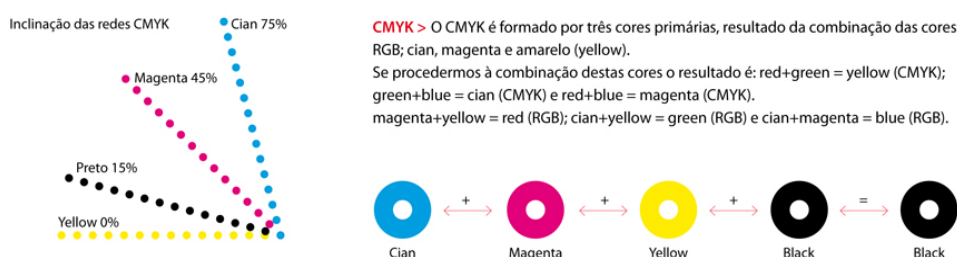 Inclinação das redes CMYK
Cian 75%
Magenta 45%
Preto 15%
Yellow 0%
CMYK > O CMYK é formado por três cores primárias, resultado da combinação das cores
RGB; cian, magenta e amarelo (yellow).
Se procedermos à combinação destas cores o resultado é: red+green = yellow (CMYK);
green+blue = cian (CMYK) e red+blue = magenta (CMYK).
magenta+yellow = red (RGB); cian+yellow = green (RGB) e cian+magenta = blue (RGB).
+ + + =
Cian Magenta Yellow Black Black